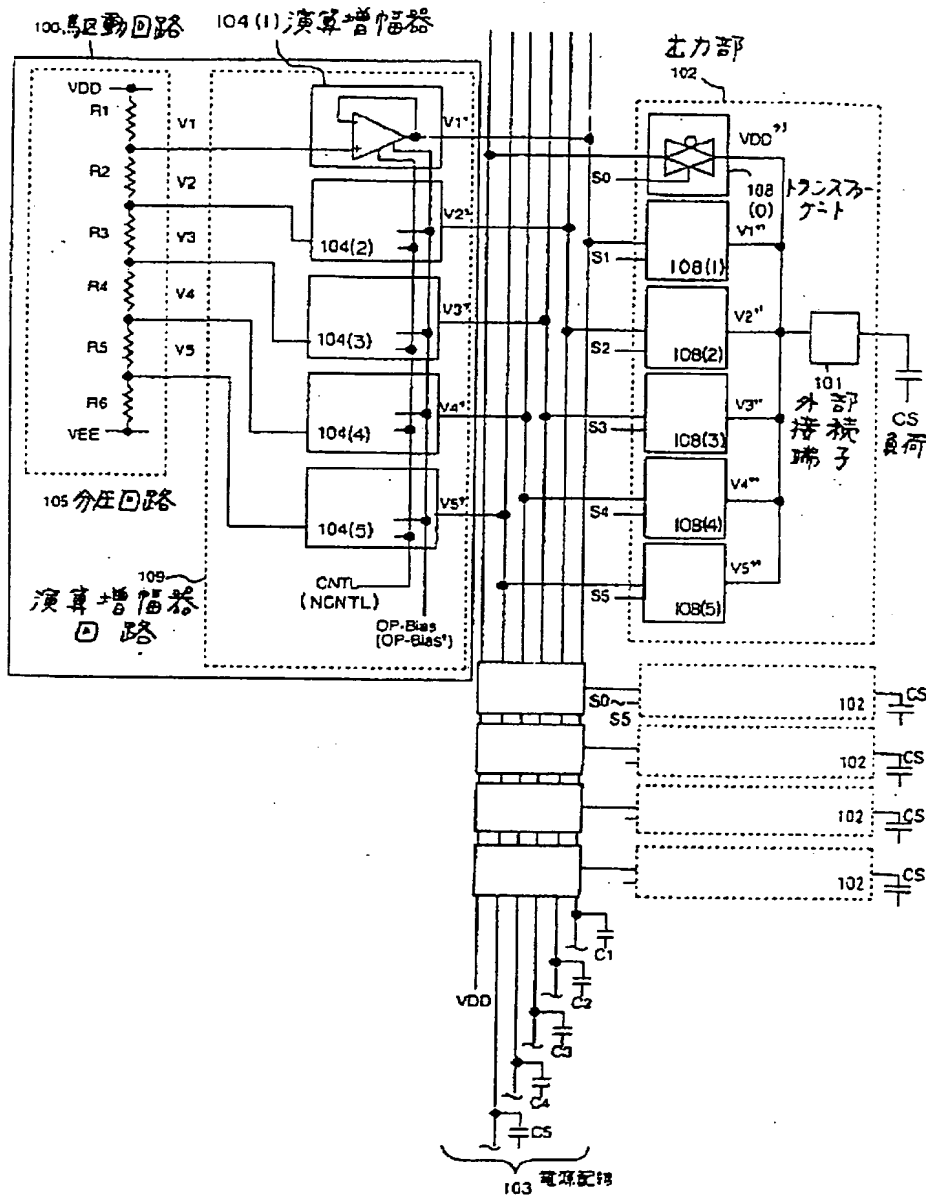 100 駆動回路
104(1) 演算増幅器
出力部
102
VDD
R1
V1
R2
V2
R3
V3
R4
V4
R5
V5
R6
VEE
105 分圧回路
V1'
104(2)
V2'
104(3)
V3'
104(4)
V4'
104(5)
V5'
109
演算増幅器
回路
CNTL
(NCNTL)
OP-Bias
(OP-Bias')
VDD''
S0
108
(0)
トランスファー
ゲート
V1''
S1
108(1)
V2''
S2
108(2)
V3''
S3
108(3)
V4''
S4
108(4)
V5''
S5
108(5)
101
外部
接続
端子
CS
負荷
S0~
S5
102
CS
102
CS
102
CS
102
CS
C1
VDD
C2
C3
C4
C5
103 電源配線